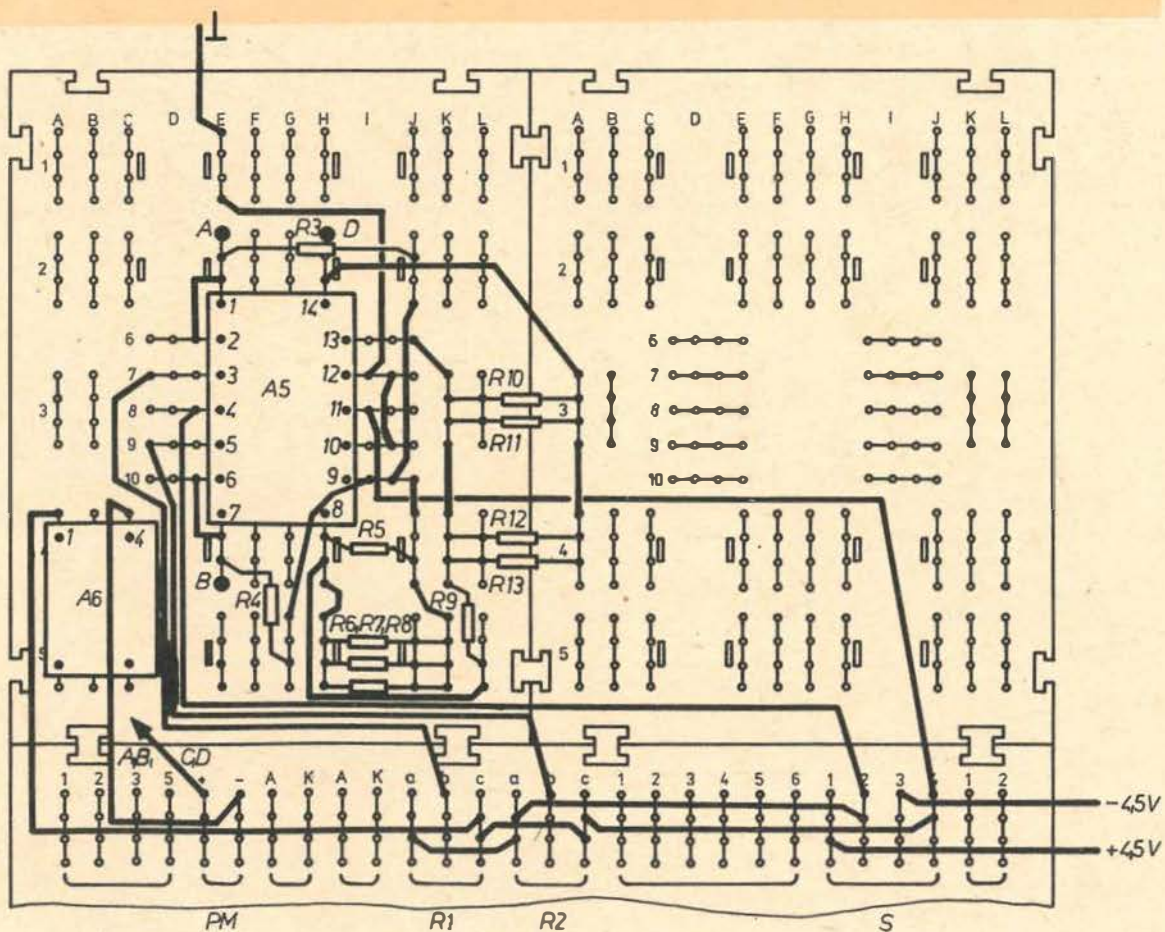 ⊥
A B C D E F G H I J K L A B C D E F G H I J K L
1 1
A R3 D
2 2
1 14
6 2 13 6
7 3 12 7
A5
R10
3 8 4 11 3 8
R11
9 5 10 9
10 6 9 10
7 8
1 4 R5 R12
4
B R13
A6 R4 R9
R6,R7,R8
5 5
A,B, C,D
1 2 3 5 + - A K A K a b c a b c 1 2 3 4 5 6 1 2 3 4 1 2
-4,5V
+4,5V
PM R1 R2 S